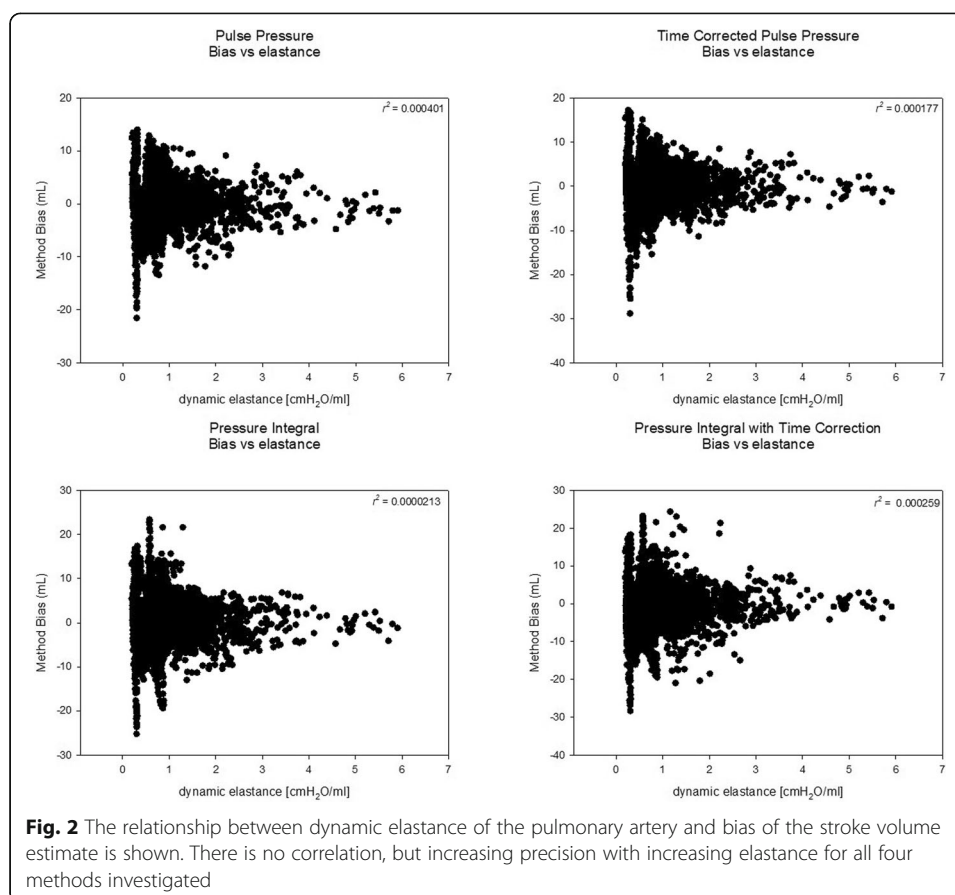 Pulse Pressure
Bias vs elastance
r² = 0.000401
20
10
0
-10
-20
-30
Method Bias (mL)
0 1 2 3 4 5 6 7
dynamic elastance [cmH₂O/ml]
Time Corrected Pulse Pressure
Bias vs elastance
r² = 0.000177
20
10
0
-10
-20
-30
-40
Method Bias (mL)
0 1 2 3 4 5 6 7
dynamic elastance [cmH₂O/ml]
Pressure Integral
Bias vs elastance
r² = 0.0000213
30
20
10
0
-10
-20
-30
Method Bias (mL)
0 1 2 3 4 5 6 7
dynamic elastance [cmH₂O/ml]
Pressure Integral with Time Correction
Bias vs elastance
r² = 0.000259
30
20
10
0
-10
-20
-30
-40
Method Bias (mL)
0 1 2 3 4 5 6 7
dynamic elastance [cmH₂O/ml]
Fig. 2 The relationship between dynamic elastance of the pulmonary artery and bias of the stroke volume
estimate is shown. There is no correlation, but increasing precision with increasing elastance for all four
methods investigated